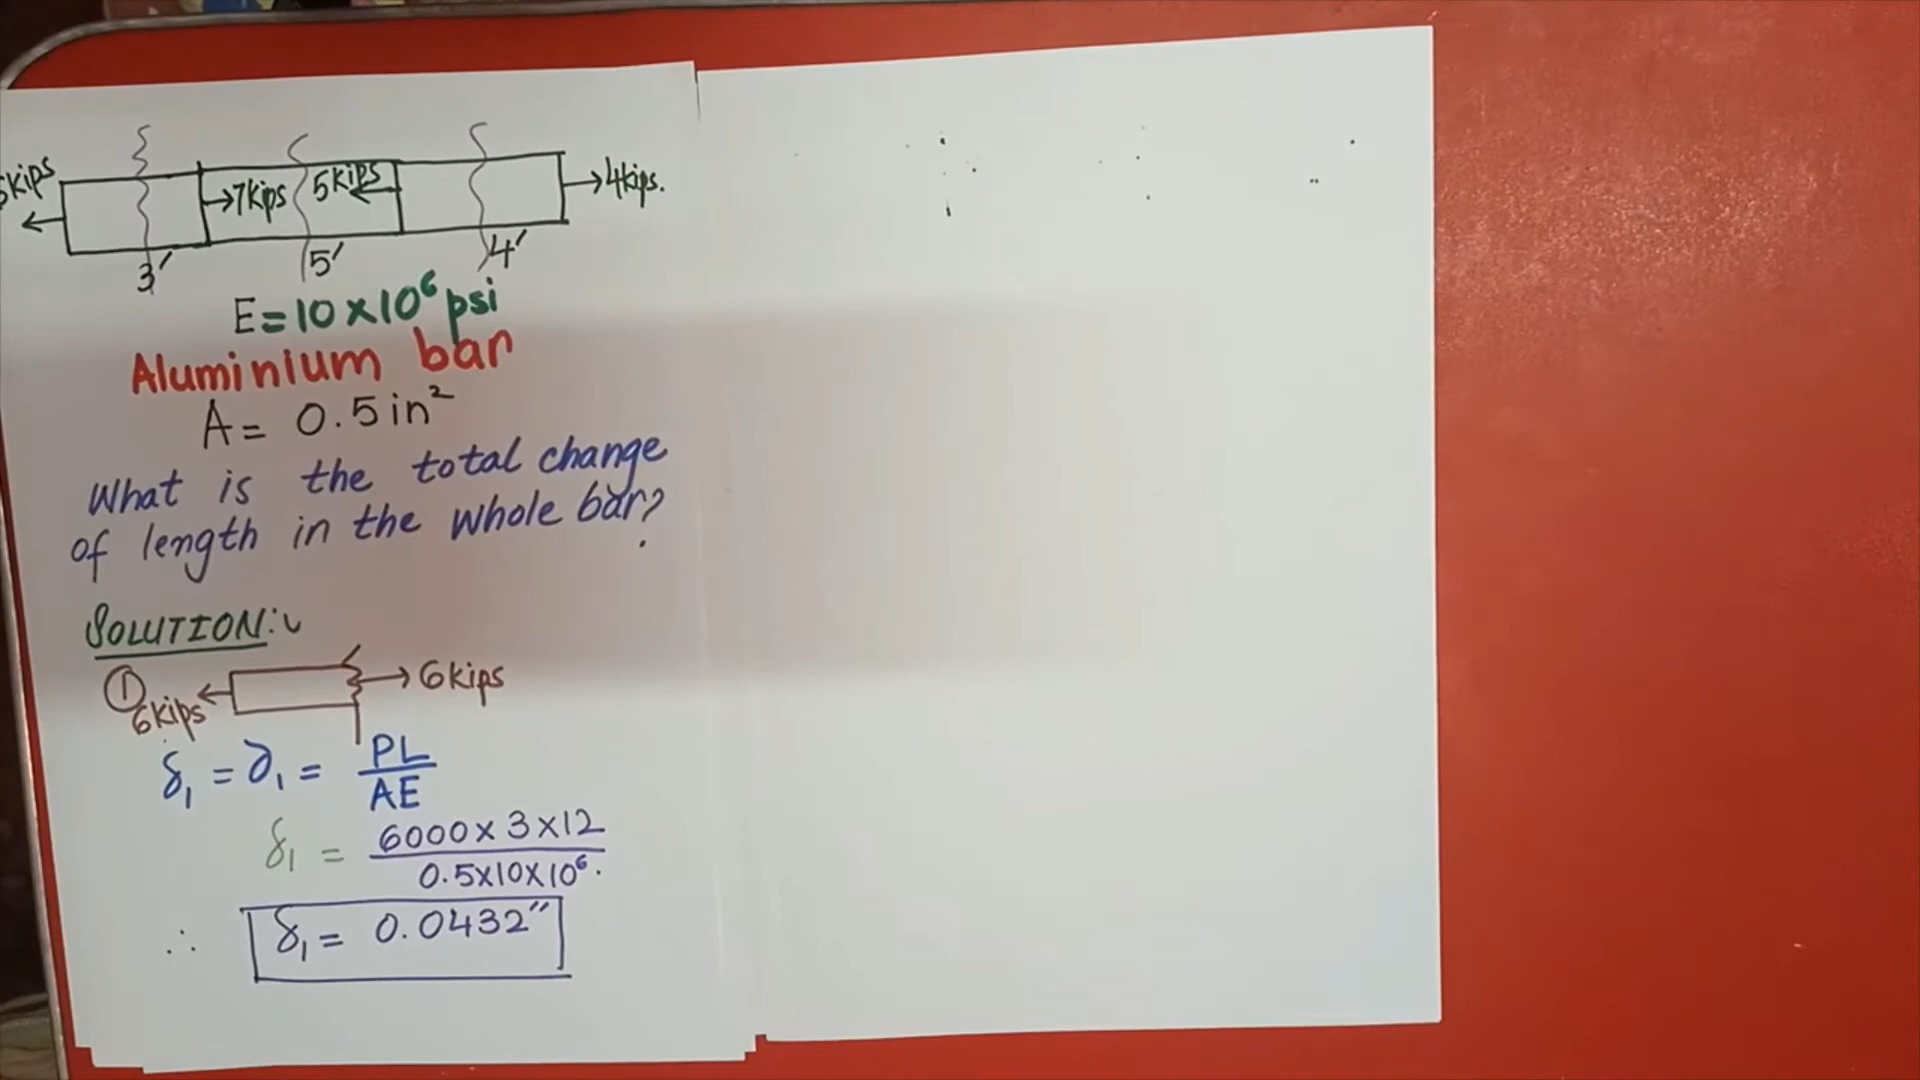 6kips
7kips
5kips
4kips.
3'
5'
4'
E=10×10⁶ psi
Aluminium bar
A= 0.5in²
What is the total change
of length in the whole bar?
SOLUTION:
① 6kips 6kips
δ₁ = ∂₁ = PL
AE
δ₁ = 6000×3×12
0.5×10×10⁶.
∴ δ₁ = 0.0432"